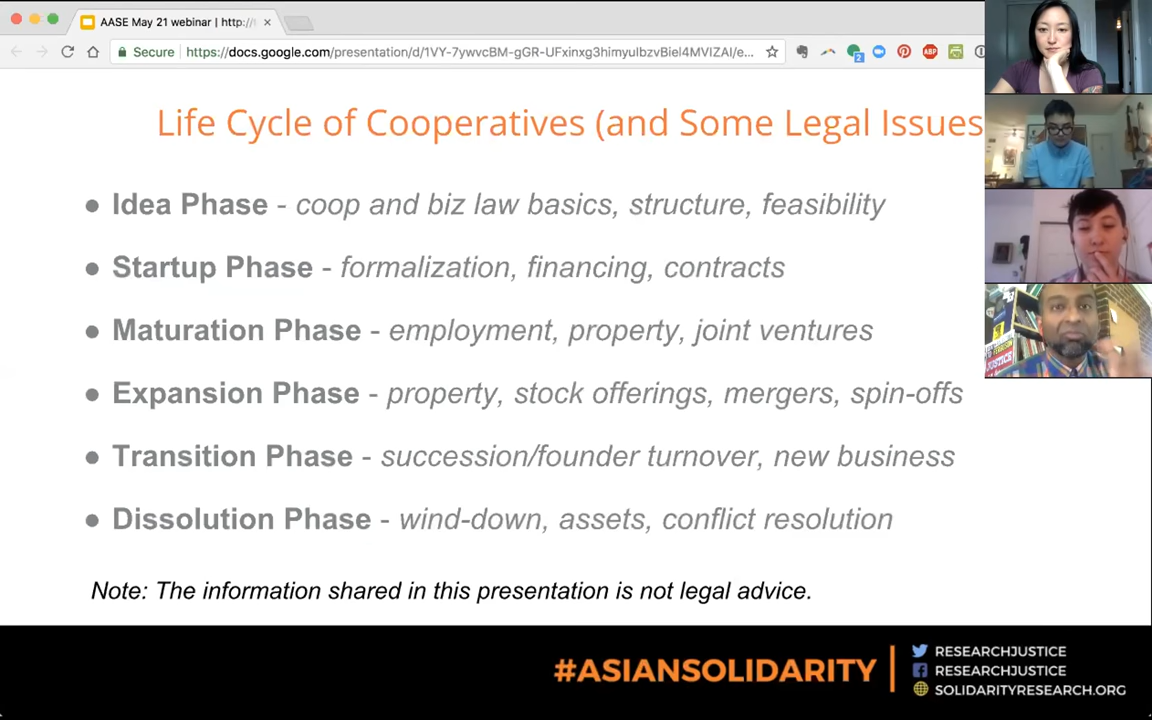 AASE May 21 webinar | http://
Secure
https://docs.google.com/presentation/d/1VY-7ywvcBM-gGR-UFxinxg3himyuIbzvBiel4MVIZAI/e...
2
ABP
Life Cycle of Cooperatives (and Some Legal Issues
● Idea Phase - coop and biz law basics, structure, feasibility
● Startup Phase - formalization, financing, contracts
● Maturation Phase - employment, property, joint ventures
● Expansion Phase - property, stock offerings, mergers, spin-offs
● Transition Phase - succession/founder turnover, new business
● Dissolution Phase - wind-down, assets, conflict resolution
Note: The information shared in this presentation is not legal advice.
#ASIANSOLIDARITY
RESEARCHJUSTICE
RESEARCHJUSTICE
SOLIDARITYRESEARCH.ORG